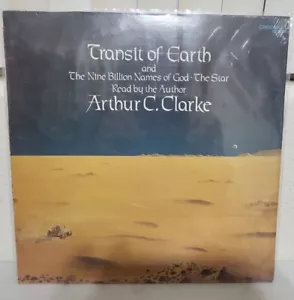 Transit of Earth
and
The Nine Billion Names of God · The Star
Read by the Author
Arthur C. Clarke